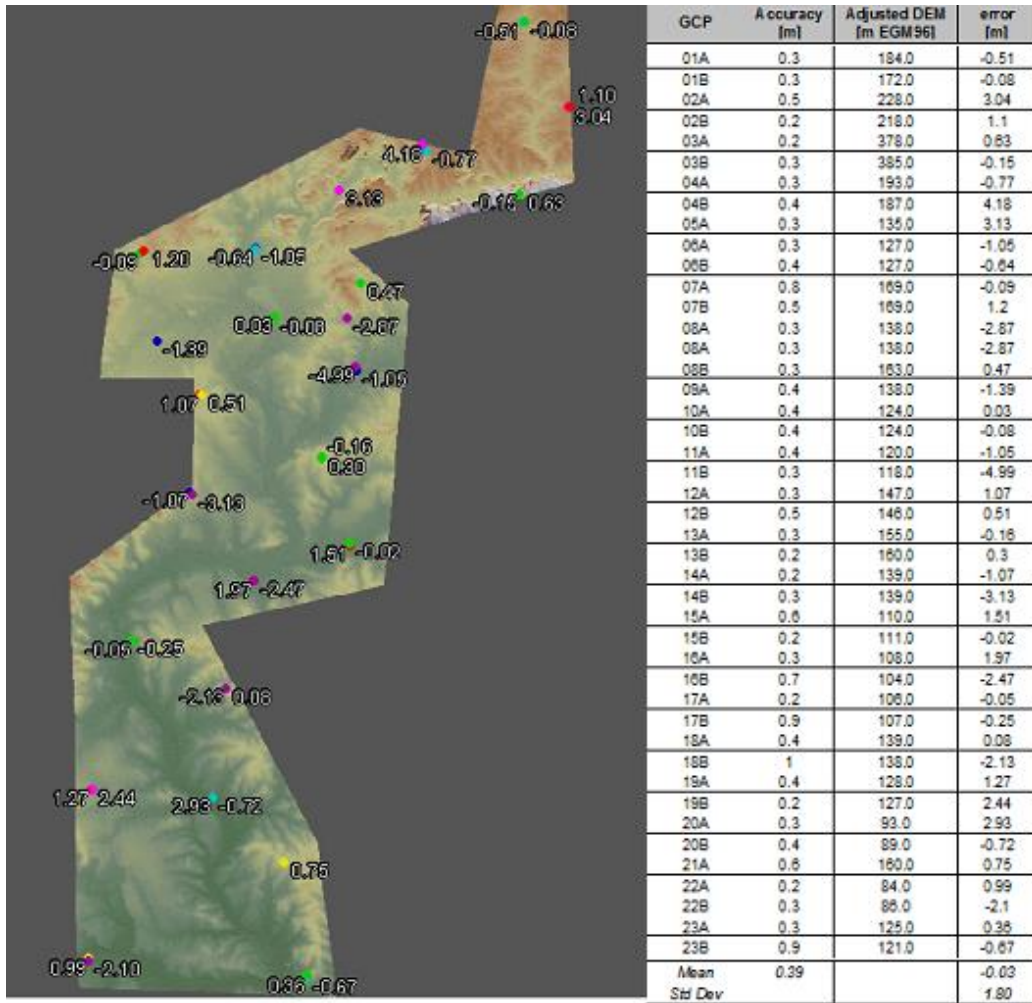 -0.51 -0.08
1.10
3.04
4.18 -0.77
3.13
-0.15 0.63
-0.09 1.20 -0.64 -1.05
0.47
0.03 -0.08 -2.87
-1.39
-4.99 -1.05
1.07 0.51
-0.16
0.30
-1.07 -3.13
1.51 -0.02
1.97 -2.47
-0.05 -0.25
-2.13 0.08
1.27 2.44 2.93 -0.72
0.75
0.99 -2.10
0.36 -0.67
GCP Accuracy [m] Adjusted DEM [m EGM96] error [m]
01A 0.3 184.0 -0.51
01B 0.3 172.0 -0.08
02A 0.5 228.0 3.04
02B 0.2 218.0 1.1
03A 0.2 378.0 0.63
03B 0.3 385.0 -0.15
04A 0.3 193.0 -0.77
04B 0.4 187.0 4.18
05A 0.3 135.0 3.13
06A 0.3 127.0 -1.05
06B 0.4 127.0 -0.64
07A 0.8 169.0 -0.09
07B 0.5 169.0 1.2
08A 0.3 138.0 -2.87
08A 0.3 138.0 -2.87
08B 0.3 163.0 0.47
09A 0.4 138.0 -1.39
10A 0.4 124.0 0.03
10B 0.4 124.0 -0.08
11A 0.4 120.0 -1.05
11B 0.3 118.0 -4.99
12A 0.3 147.0 1.07
12B 0.5 146.0 0.51
13A 0.3 155.0 -0.16
13B 0.2 160.0 0.3
14A 0.2 139.0 -1.07
14B 0.3 139.0 -3.13
15A 0.6 110.0 1.51
15B 0.2 111.0 -0.02
16A 0.3 108.0 1.97
16B 0.7 104.0 -2.47
17A 0.2 106.0 -0.05
17B 0.9 107.0 -0.25
18A 0.4 139.0 0.08
18B 1 138.0 -2.13
19A 0.4 128.0 1.27
19B 0.2 127.0 2.44
20A 0.3 93.0 2.93
20B 0.4 89.0 -0.72
21A 0.6 160.0 0.75
22A 0.2 84.0 0.99
22B 0.3 86.0 -2.1
23A 0.3 125.0 0.36
23B 0.9 121.0 -0.67
Mean 0.39 -0.03
Std Dev 1.80